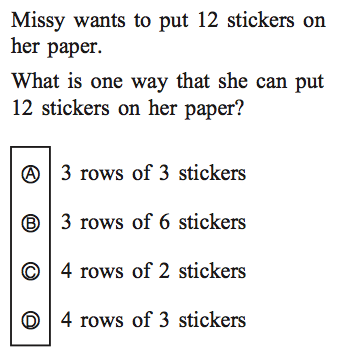 Missy wants to put 12 stickers on
her paper.
What is one way that she can put
12 stickers on her paper?
Ⓐ 3 rows of 3 stickers
Ⓑ 3 rows of 6 stickers
Ⓒ 4 rows of 2 stickers
Ⓓ 4 rows of 3 stickers